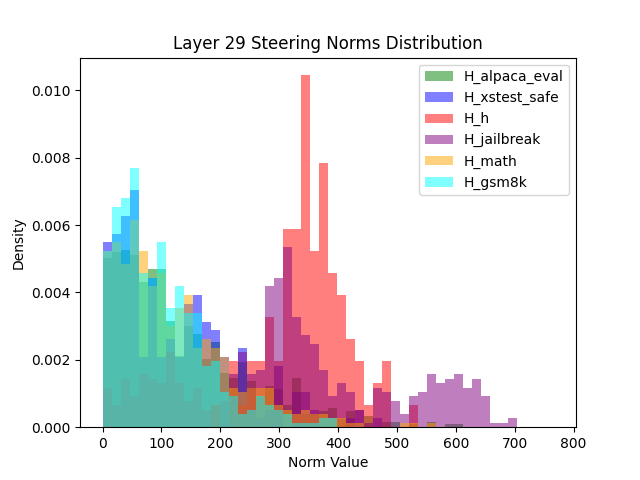 Layer 29 Steering Norms Distribution
H_alpaca_eval
H_xstest_safe
H_h
H_jailbreak
H_math
H_gsm8k
0.010
0.008
0.006
0.004
0.002
0.000
Density
0 100 200 300 400 500 600 700 800
Norm Value